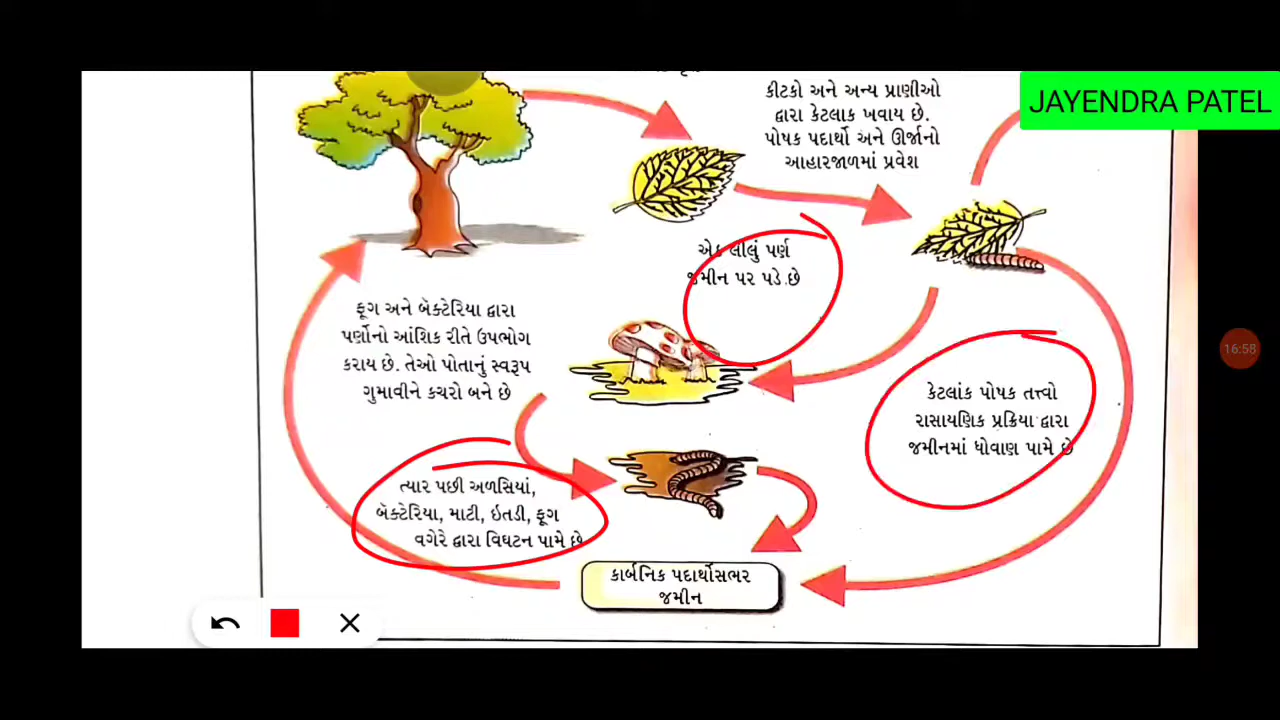 કીટકો અને અન્ય પ્રાણીઓ
દ્વારા કેટલાક ખવાય છે.
પોષક પદાર્થો અને ઊર્જાનો
આહારજાળમાં પ્રવેશ
JAYENDRA PATEL
એક લીલું પર્ણ
જમીન પર પડે છે
ફૂગ અને બૅક્ટેરિયા દ્વારા
પર્ણોનો આંશિક રીતે ઉપભોગ
કરાય છે. તેઓ પોતાનું સ્વરૂપ
ગુમાવીને કચરો બને છે
16:58
કેટલાંક પોષક તત્ત્વો
રાસાયણિક પ્રક્રિયા દ્વારા
જમીનમાં ધોવાણ પામે છે
ત્યાર પછી અળસિયાં,
બૅક્ટેરિયા, માટી, ઇતડી, ફૂગ
વગેરે દ્વારા વિઘટન પામે છે
કાર્બનિક પદાર્થોસભર
જમીન